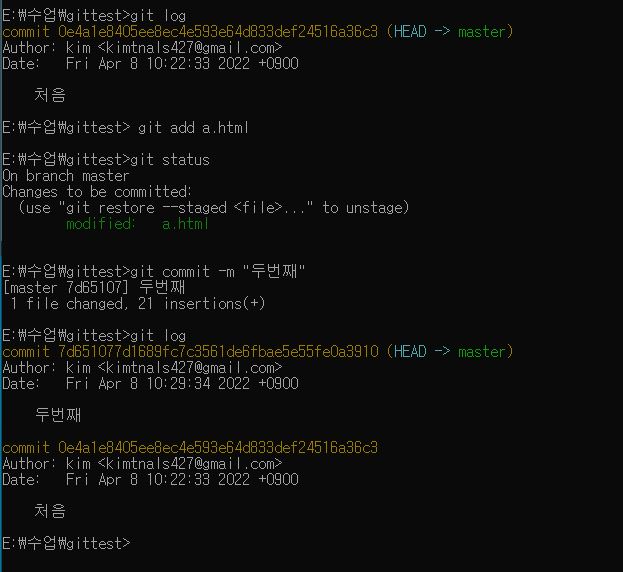 E:₩수업₩gittest>git log
commit 0e4a1e8405ee8ec4e593e64d833def24516a36c3 (HEAD -> master)
Author: kim <kimtnals427@gmail.com>
Date:   Fri Apr 8 10:22:33 2022 +0900
처음
E:₩수업₩gittest> git add a.html
E:₩수업₩gittest>git status
On branch master
Changes to be committed:
(use "git restore --staged <file>..." to unstage)
modified:   a.html
E:₩수업₩gittest>git commit -m "두번째"
[master 7d65107] 두번째
1 file changed, 21 insertions(+)
E:₩수업₩gittest>git log
commit 7d651077d1689fc7c3561de6fbae5e55fe0a3910 (HEAD -> master)
Author: kim <kimtnals427@gmail.com>
Date:   Fri Apr 8 10:29:34 2022 +0900
두번째
commit 0e4a1e8405ee8ec4e593e64d833def24516a36c3
Author: kim <kimtnals427@gmail.com>
Date:   Fri Apr 8 10:22:33 2022 +0900
처음
E:₩수업₩gittest>